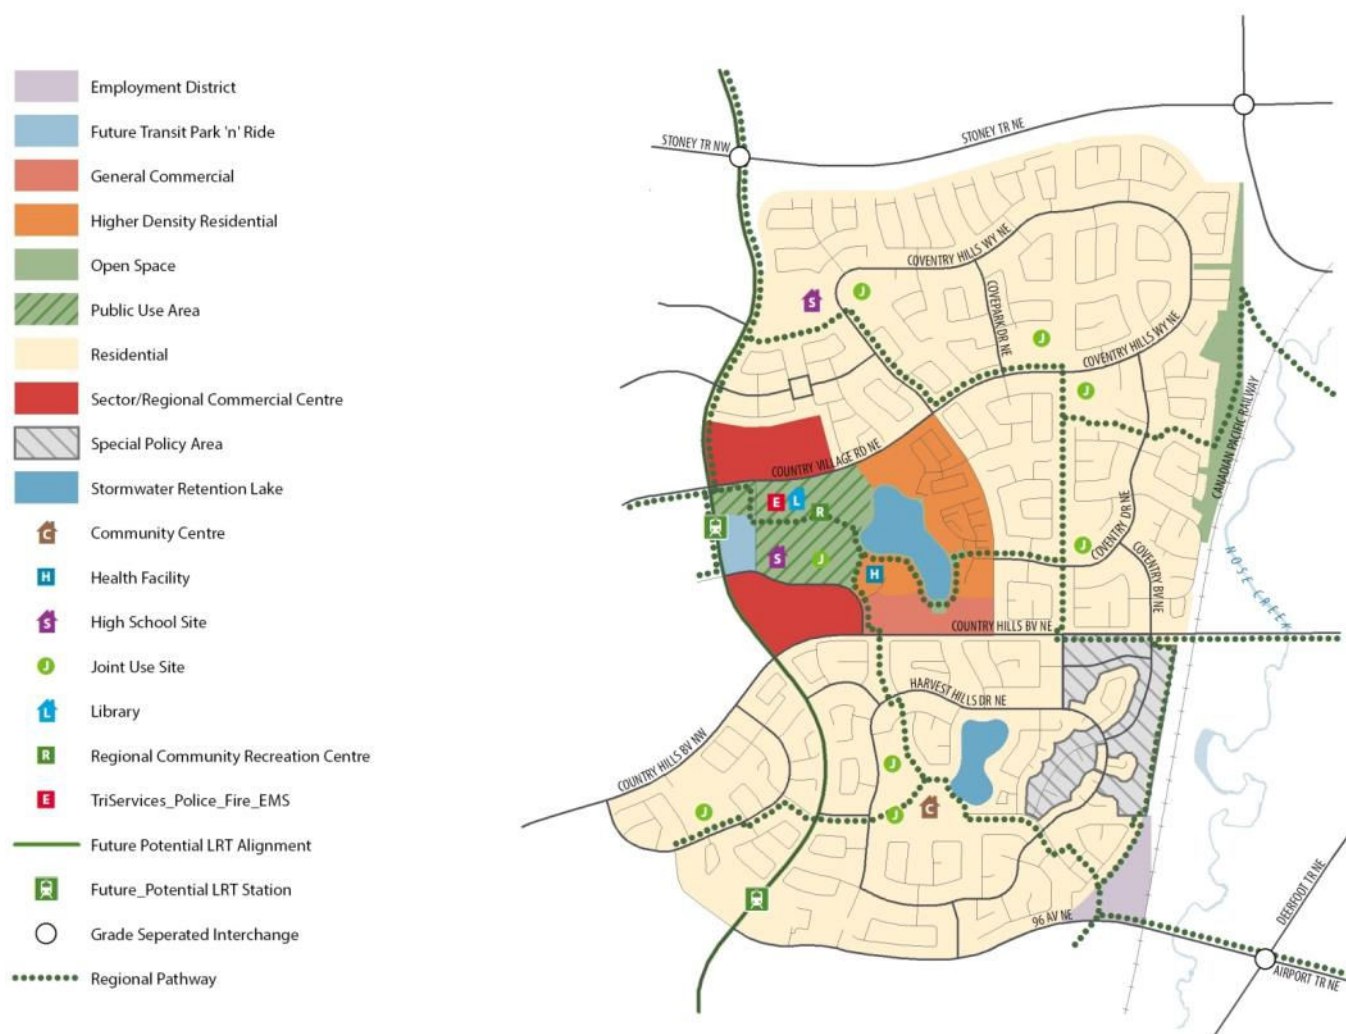 Employment District
Future Transit Park 'n' Ride
General Commercial
Higher Density Residential
Open Space
Public Use Area
Residential
Sector/Regional Commercial Centre
Special Policy Area
Stormwater Retention Lake
C Community Centre
H Health Facility
S High School Site
J Joint Use Site
L Library
R Regional Community Recreation Centre
E TriServices_Police_Fire_EMS
Future Potential LRT Alignment
Future_Potential LRT Station
Grade Seperated Interchange
Regional Pathway
STONEY TR NW
STONEY TR NE
COVENTRY HILLS WY NE
S
J
COVEPARK DR NE
J
COVENTRY HILLS WY NE
J
CANADIAN PACIFIC RAILWAY
COUNTRY VILLAGE RD NE
E
L
R
S
J
H
J
COVENTRY DR NE
COVENTRY BV NE
NOSE CREEK
COUNTRY HILLS BV NE
HARVEST HILLS DR NE
COUNTRY HILLS BV NW
J
J
J
C
96 AV NE
DEERFOOT TR NE
AIRPORT TR NE